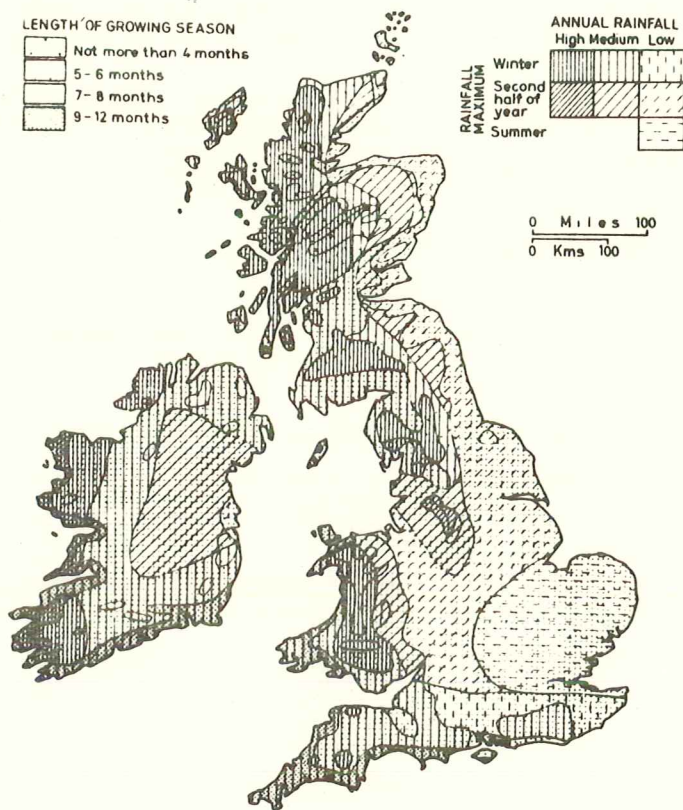 LENGTH OF GROWING SEASON
Not more than 4 months
5-6 months
7-8 months
9-12 months
ANNUAL RAINFALL
High Medium Low
RAINFALL MAXIMUM
Winter
Second half of year
Summer
0 Miles 100
0 Kms 100